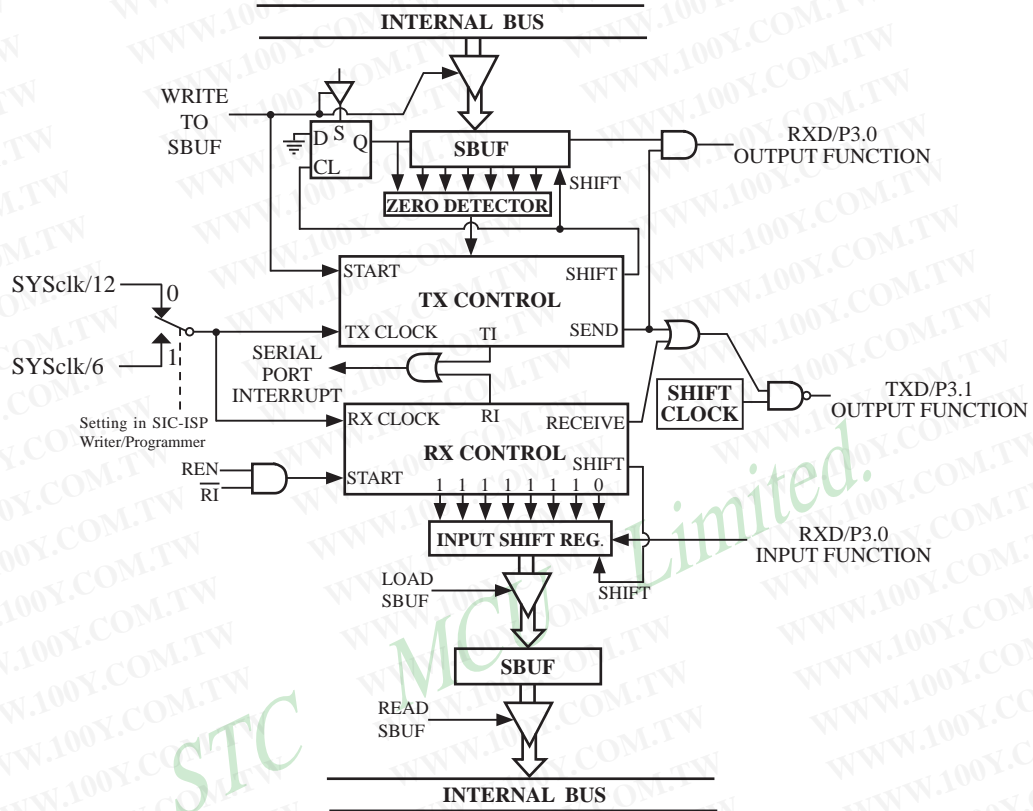 INTERNAL BUS
WRITE
TO
SBUF
D S Q
CL
SBUF
SHIFT
ZERO DETECTOR
RXD/P3.0
OUTPUT FUNCTION
START
SHIFT
TX CONTROL
TX CLOCK
TI
SEND
SYSclk/12
0
SYSclk/6
1
Setting in SIC-ISP
Writer/Programmer
SERIAL
PORT
INTERRUPT
SHIFT
CLOCK
TXD/P3.1
OUTPUT FUNCTION
RX CLOCK
RI
RECEIVE
RX CONTROL
SHIFT
START
1 1 1 1 1 1 1 0
REN
RI
INPUT SHIFT REG.
RXD/P3.0
INPUT FUNCTION
SHIFT
LOAD
SBUF
SBUF
READ
SBUF
INTERNAL BUS
STC MCU Limited.
WWW.100Y.COM.TW